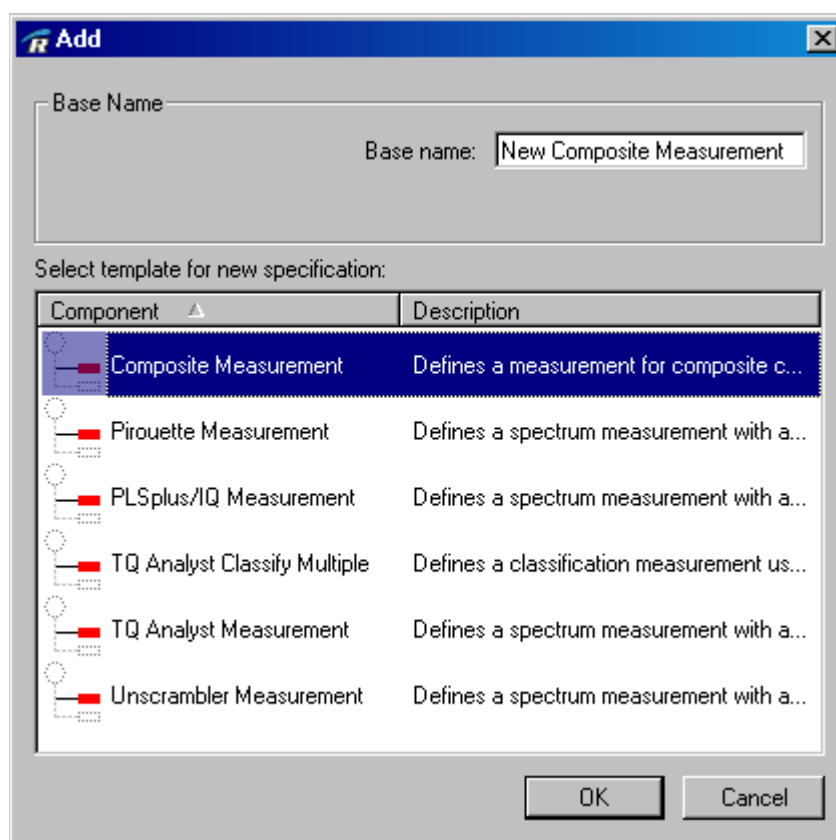 Add
Base Name
Base name: New Composite Measurement
Select template for new specification:
Component Description
Composite Measurement Defines a measurement for composite c...
Pirouette Measurement Defines a spectrum measurement with a...
PLSplus/IQ Measurement Defines a spectrum measurement with a...
TQ Analyst Classify Multiple Defines a classification measurement us...
TQ Analyst Measurement Defines a spectrum measurement with a...
Unscrambler Measurement Defines a spectrum measurement with a...
OK Cancel